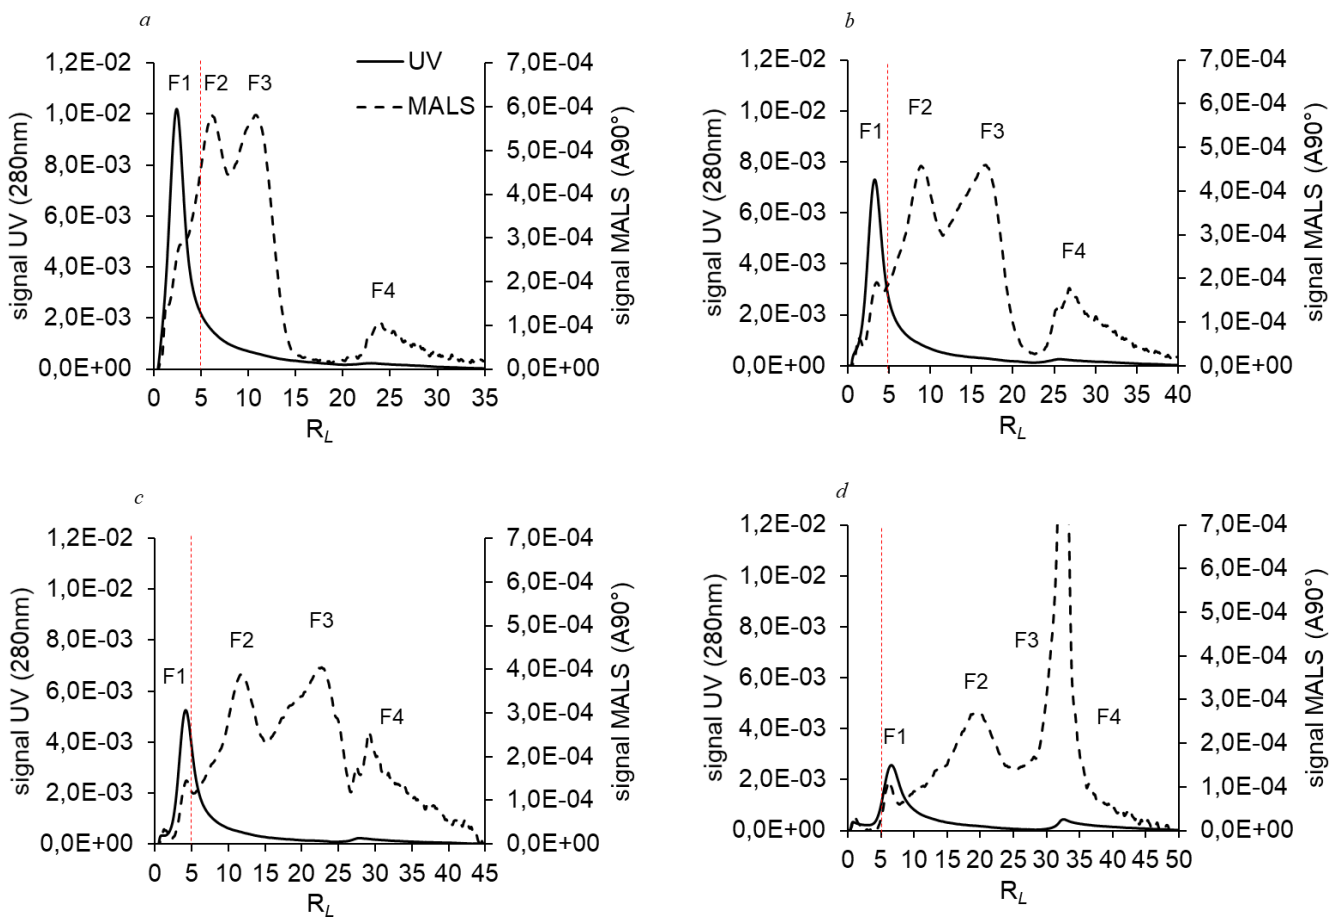 a
signal UV (280nm)
1,2E-02
1,0E-02
8,0E-03
6,0E-03
4,0E-03
2,0E-03
0,0E+00
F1 F2 F3
F4
UV
MALS
7,0E-04
6,0E-04
5,0E-04
4,0E-04
3,0E-04
2,0E-04
1,0E-04
0,0E+00
signal MALS (A90°)
0 5 10 15 20 25 30 35
R_L
b
signal UV (280nm)
1,2E-02
1,0E-02
8,0E-03
6,0E-03
4,0E-03
2,0E-03
0,0E+00
F1 F2 F3
F4
7,0E-04
6,0E-04
5,0E-04
4,0E-04
3,0E-04
2,0E-04
1,0E-04
0,0E+00
signal MALS (A90°)
0 5 10 15 20 25 30 35 40
R_L
c
signal UV (280nm)
1,2E-02
1,0E-02
8,0E-03
6,0E-03
4,0E-03
2,0E-03
0,0E+00
F1 F2 F3
F4
7,0E-04
6,0E-04
5,0E-04
4,0E-04
3,0E-04
2,0E-04
1,0E-04
0,0E+00
signal MALS (A90°)
0 5 10 15 20 25 30 35 40 45
R_L
d
signal UV (280nm)
1,2E-02
1,0E-02
8,0E-03
6,0E-03
4,0E-03
2,0E-03
0,0E+00
F1 F2 F3
F4
7,0E-04
6,0E-04
5,0E-04
4,0E-04
3,0E-04
2,0E-04
1,0E-04
0,0E+00
signal MALS (A90°)
0 5 10 15 20 25 30 35 40 45 50
R_L